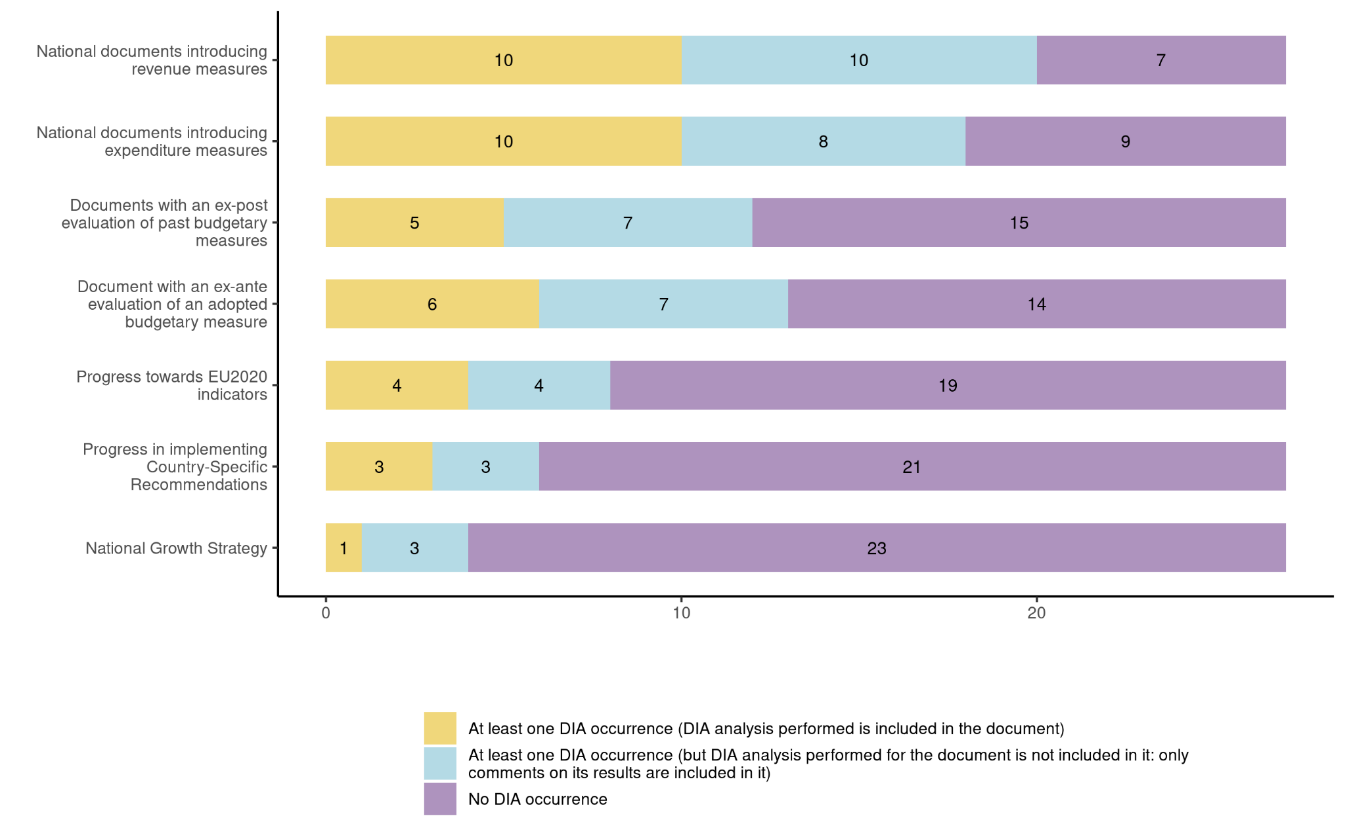 National documents introducing
revenue measures
10
10
7
National documents introducing
expenditure measures
10
8
9
Documents with an ex-post
evaluation of past budgetary
measures
5
7
15
Document with an ex-ante
evaluation of an adopted
budgetary measure
6
7
14
Progress towards EU2020
indicators
4
4
19
Progress in implementing
Country-Specific
Recommendations
3
3
21
National Growth Strategy
1
3
23
0
10
20
At least one DIA occurrence (DIA analysis performed is included in the document)
At least one DIA occurrence (but DIA analysis performed for the document is not included in it: only
comments on its results are included in it)
No DIA occurrence